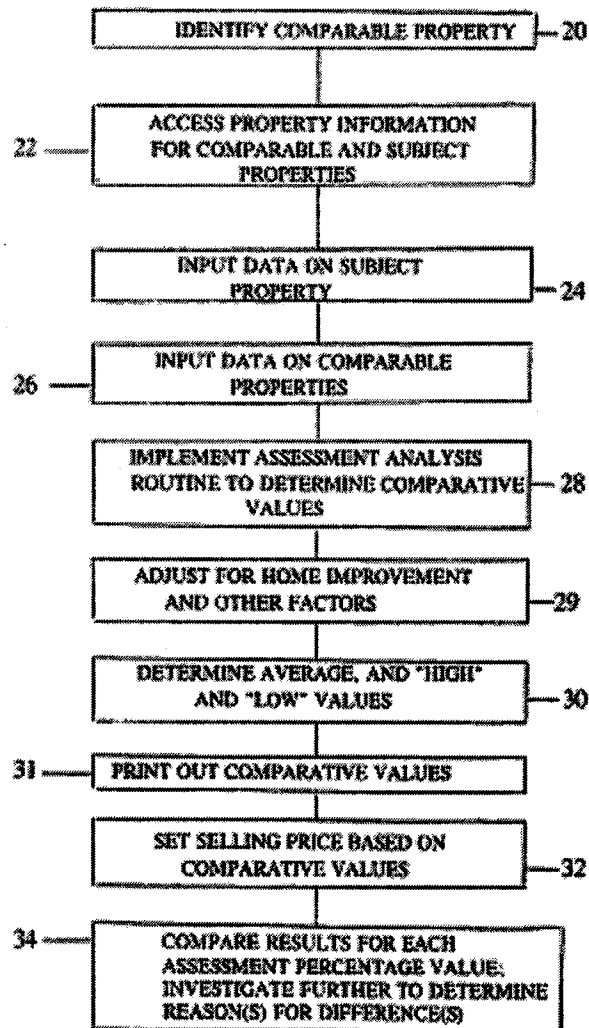 IDENTIFY COMPARABLE PROPERTY 20
ACCESS PROPERTY INFORMATION
22 FOR COMPARABLE AND SUBJECT
PROPERTIES
INPUT DATA ON SUBJECT
PROPERTY 24
INPUT DATA ON COMPARABLE
26 PROPERTIES
IMPLEMENT ASSESSMENT ANALYSIS
ROUTINE TO DETERMINE COMPARATIVE 28
VALUES
ADJUST FOR HOME IMPROVEMENT
AND OTHER FACTORS 29
DETERMINE AVERAGE, AND "HIGH"
AND "LOW" VALUES 30
31 PRINT OUT COMPARATIVE VALUES
SET SELLING PRICE BASED ON
COMPARATIVE VALUES 32
34 COMPARE RESULTS FOR EACH
ASSESSMENT PERCENTAGE VALUE;
INVESTIGATE FURTHER TO DETERMINE
REASON(S) FOR DIFFERENCE(S)